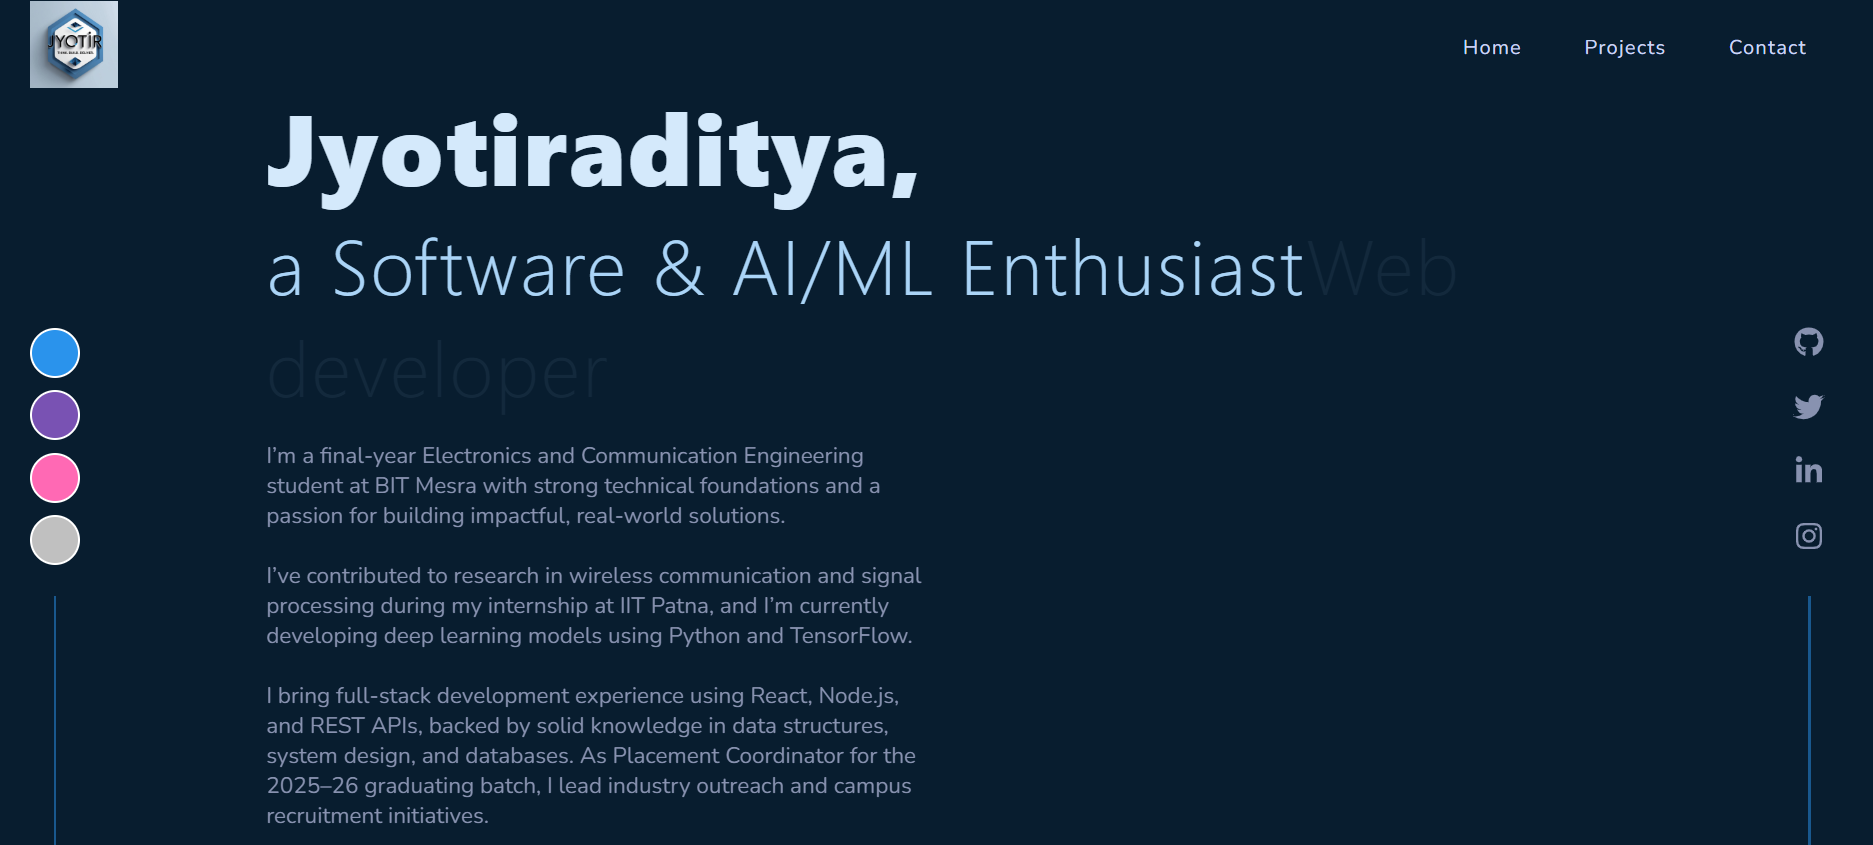 JYOTİR
THINK. BUILD. DELIVER.
Home Projects Contact
Jyotiraditya,
a Software & AI/ML EnthusiastWeb
developer
I’m a final-year Electronics and Communication Engineering
student at BIT Mesra with strong technical foundations and a
passion for building impactful, real-world solutions.
I’ve contributed to research in wireless communication and signal
processing during my internship at IIT Patna, and I’m currently
developing deep learning models using Python and TensorFlow.
I bring full-stack development experience using React, Node.js,
and REST APIs, backed by solid knowledge in data structures,
system design, and databases. As Placement Coordinator for the
2025–26 graduating batch, I lead industry outreach and campus
recruitment initiatives.